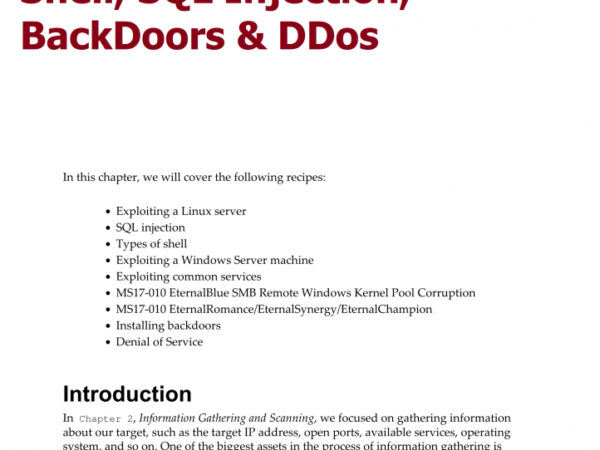 Shell, SQL Injection,
BackDoors & DDos
In this chapter, we will cover the following recipes:
• Exploiting a Linux server
• SQL injection
• Types of shell
• Exploiting a Windows Server machine
• Exploiting common services
• MS17-010 EternalBlue SMB Remote Windows Kernel Pool Corruption
• MS17-010 EternalRomance/EternalSynergy/EternalChampion
• Installing backdoors
• Denial of Service
Introduction
In Chapter 2, Information Gathering and Scanning, we focused on gathering information
about our target, such as the target IP address, open ports, available services, operating
system, and so on. One of the biggest assets in the process of information gathering is